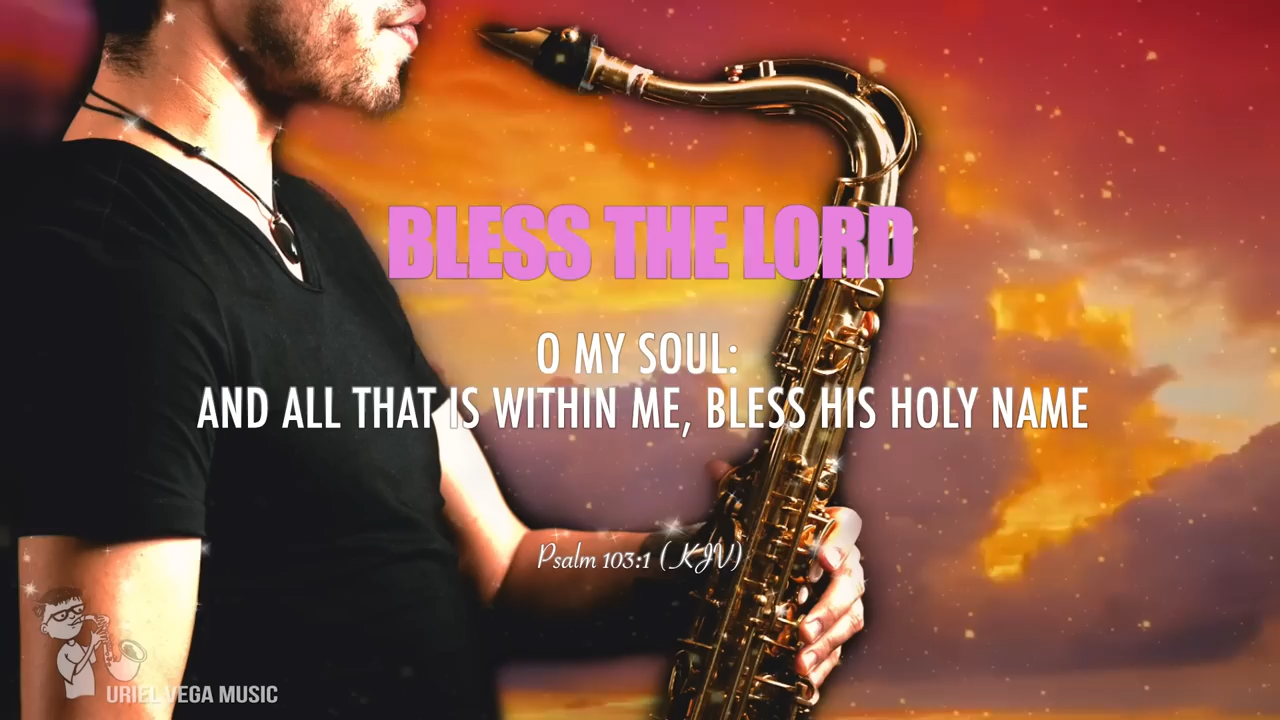 BLESS THE LORD
O MY SOUL:
AND ALL THAT IS WITHIN ME, BLESS HIS HOLY NAME
Psalm 103:1 (KJV)
URIEL VEGA MUSIC